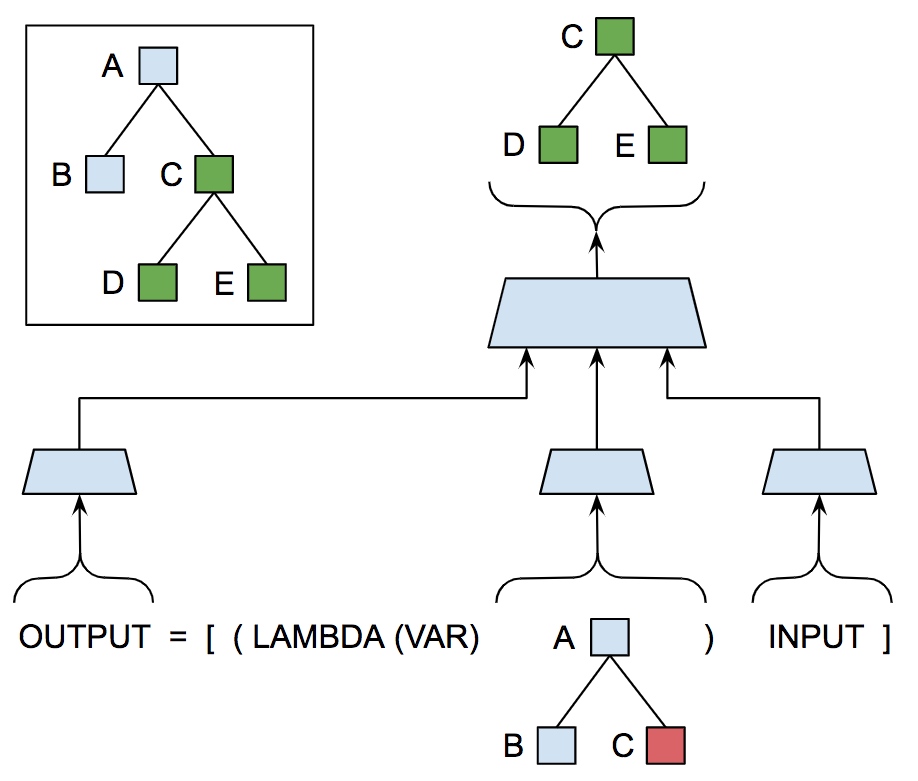 A
B C
D E
C
D E
OUTPUT = [ ( LAMBDA (VAR) A ) INPUT ]
B C